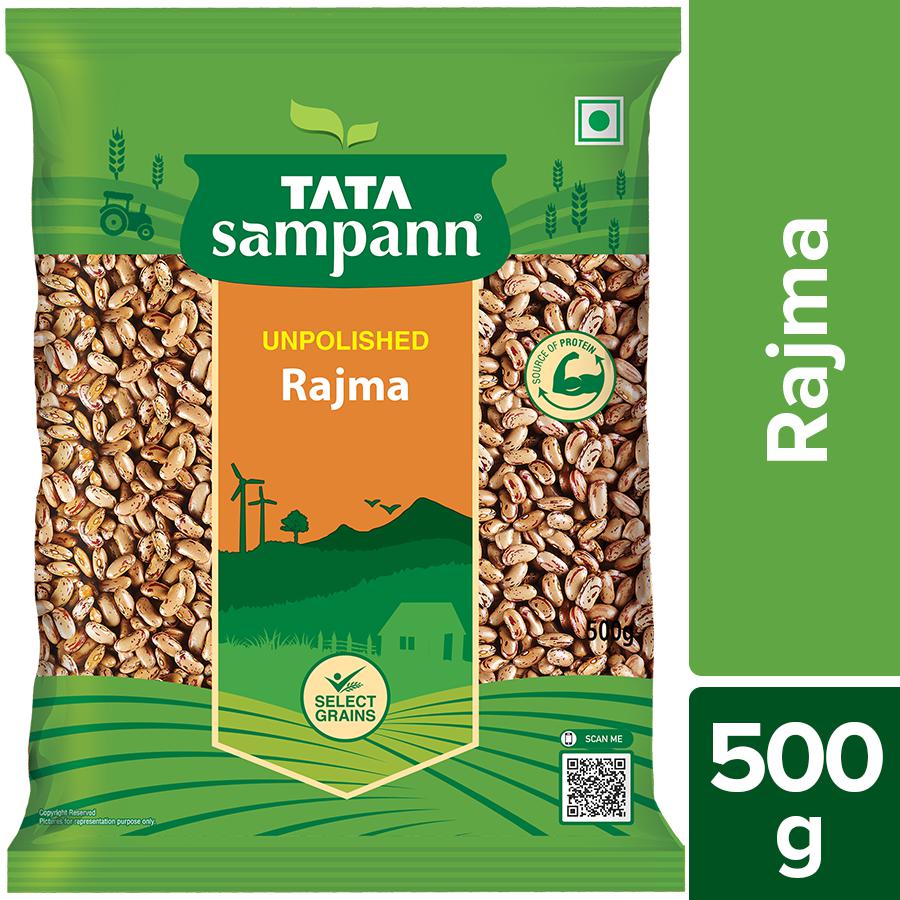 TATA
sampann®
UNPOLISHED
Rajma
SOURCE OF PROTEIN
500g
SELECT
GRAINS
SCAN ME
Copyright Reserved
Pictures for representation purpose only.
Rajma
500
g